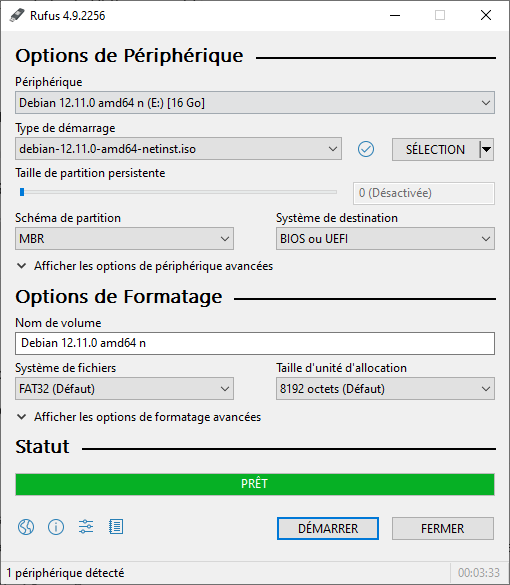 Rufus 4.9.2256
Options de Périphérique
Périphérique
Debian 12.11.0 amd64 n (E:) [16 Go]
Type de démarrage
debian-12.11.0-amd64-netinst.iso
SÉLECTION
Taille de partition persistente
0 (Désactivée)
Schéma de partition
Système de destination
MBR
BIOS ou UEFI
Afficher les options de périphérique avancées
Options de Formatage
Nom de volume
Debian 12.11.0 amd64 n
Système de fichiers
Taille d'unité d'allocation
FAT32 (Défaut)
8192 octets (Défaut)
Afficher les options de formatage avancées
Statut
PRÊT
DÉMARRER
FERMER
1 périphérique détecté
00:03:33